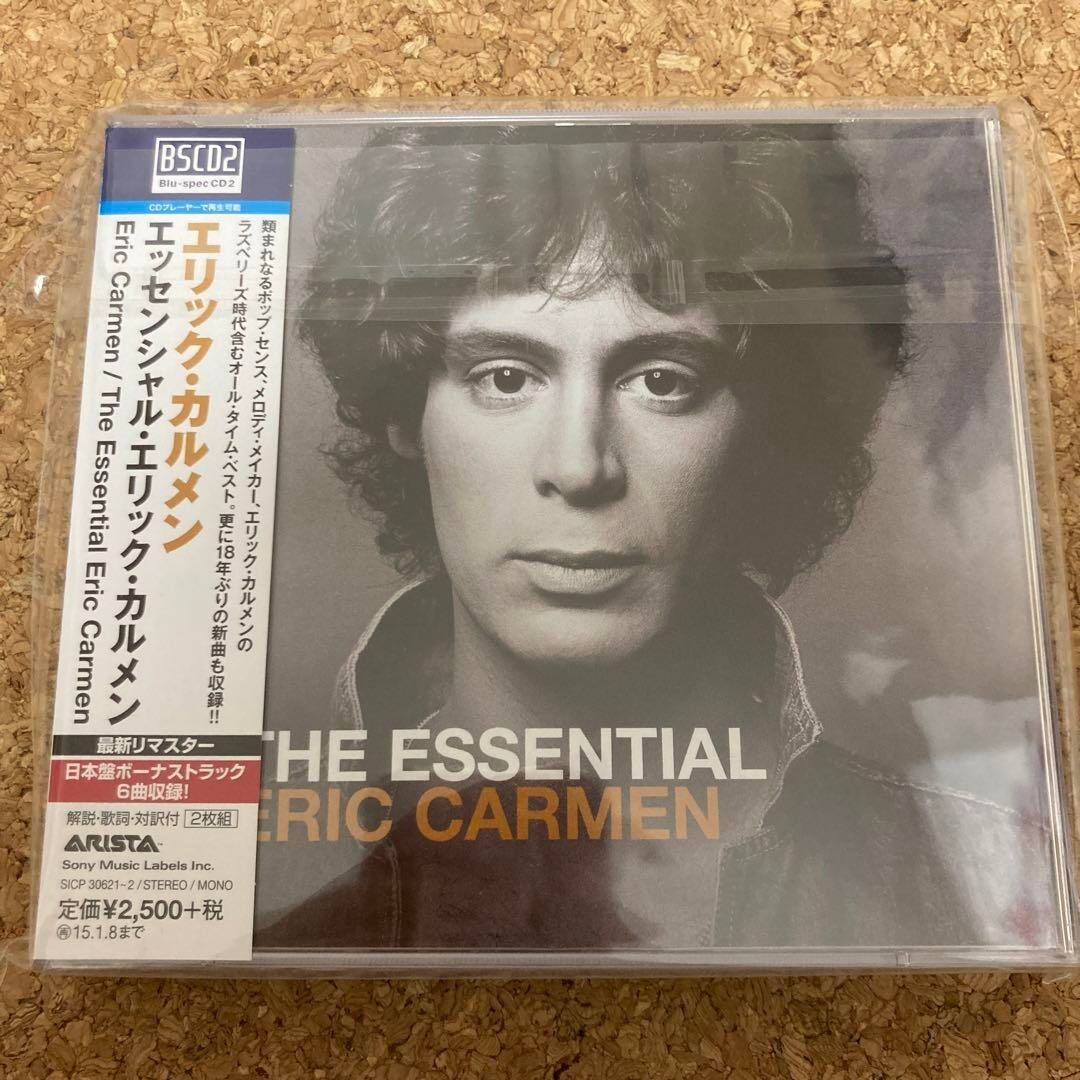 BSCD2
Blu-spec CD 2
CDプレーヤーで再生可能
類まれなるポップ・センス、メロディ・メイカー、エリック・カルメンの
ラズベリーズ時代含むオール・タイム・ベスト。更に18年ぶりの新曲も収録!!
エリック・カルメン
エッセンシャル・エリック・カルメン
Eric Carmen / The Essential Eric Carmen
最新リマスター
日本盤ボーナストラック
6曲収録!
解説・歌詞・対訳付 2枚組
ARISTA
Sony Music Labels Inc.
SICP 30621~2 / STEREO / MONO
定価¥2,500+税
再15.1.8まで
THE ESSENTIAL
ERIC CARMEN